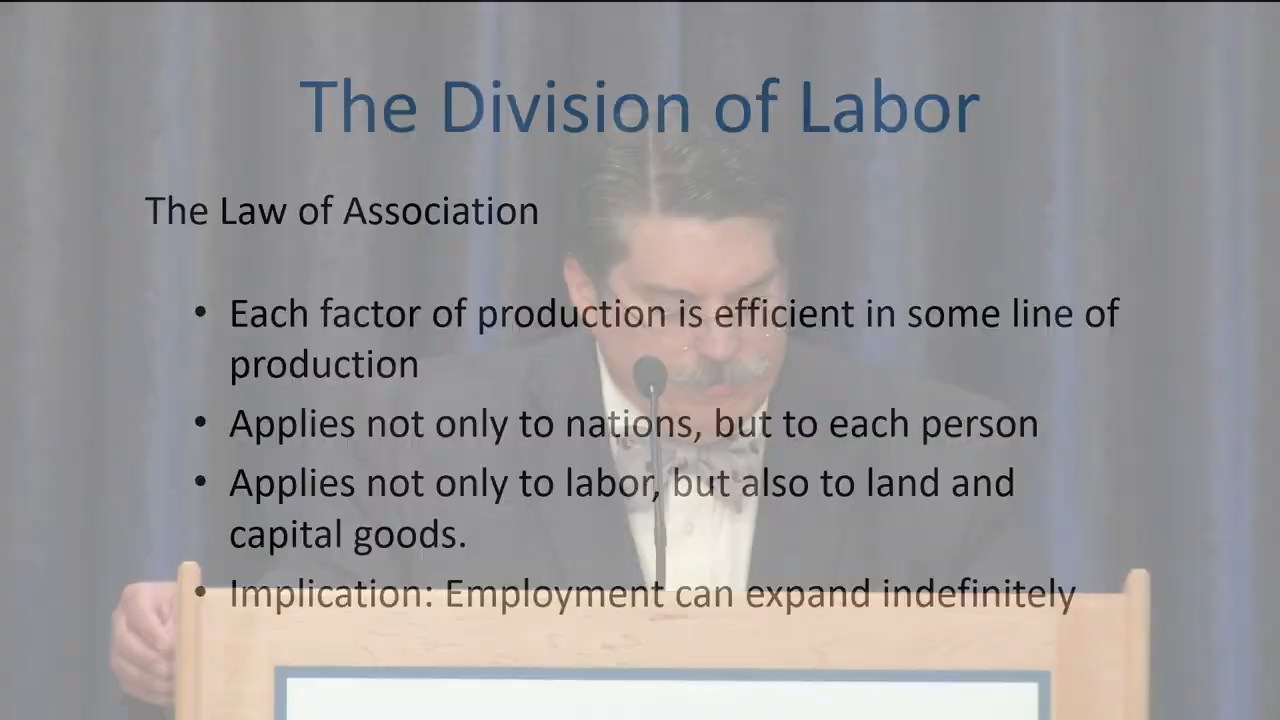 The Division of Labor
The Law of Association
• Each factor of production is efficient in some line of
production
• Applies not only to nations, but to each person
• Applies not only to labor, but also to land and
capital goods.
• Implication: Employment can expand indefinitely